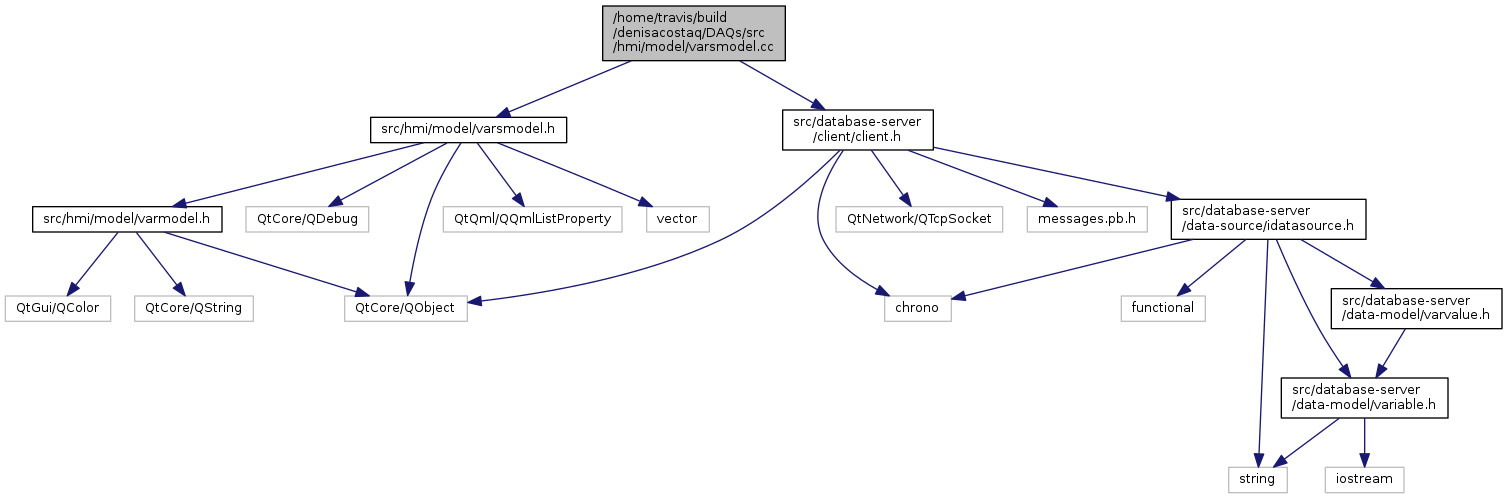 /home/travis/build
/denisacostaq/DAQs/src
/hmi/model/varsmodel.cc
src/hmi/model/varsmodel.h
src/database-server
/client/client.h
src/hmi/model/varmodel.h
QtCore/QDebug
QtQml/QQmlListProperty
vector
QtNetwork/QTcpSocket
messages.pb.h
src/database-server
/data-source/idatasource.h
QtGui/QColor
QtCore/QString
QtCore/QObject
chrono
functional
src/database-server
/data-model/varvalue.h
src/database-server
/data-model/variable.h
string
iostream